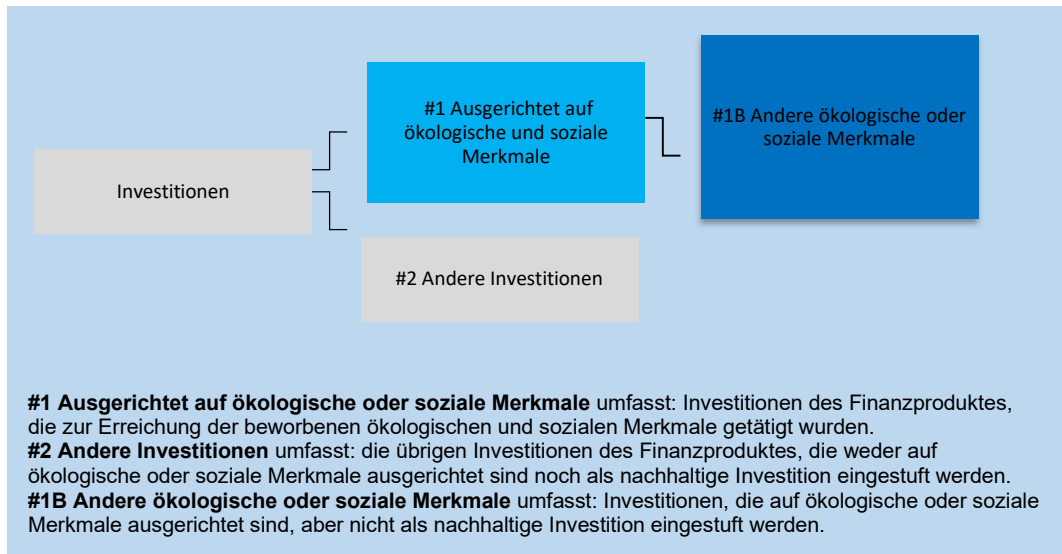 #1 Ausgerichtet auf
ökologische und soziale
Merkmale
#1B Andere ökologische oder
soziale Merkmale
Investitionen
#2 Andere Investitionen
#1 Ausgerichtet auf ökologische oder soziale Merkmale umfasst: Investitionen des Finanzproduktes,
die zur Erreichung der beworbenen ökologischen und sozialen Merkmale getätigt wurden.
#2 Andere Investitionen umfasst: die übrigen Investitionen des Finanzproduktes, die weder auf
ökologische oder soziale Merkmale ausgerichtet sind noch als nachhaltige Investition eingestuft werden.
#1B Andere ökologische oder soziale Merkmale umfasst: Investitionen, die auf ökologische oder soziale
Merkmale ausgerichtet sind, aber nicht als nachhaltige Investition eingestuft werden.